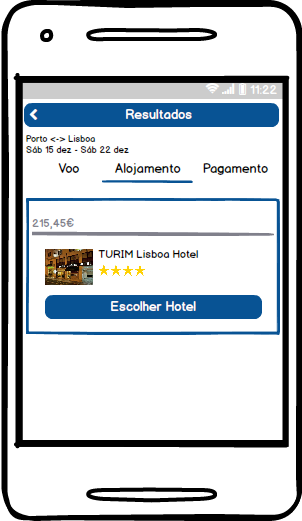 11:22
Resultados
Porto <-> Lisboa
Sáb 15 dez - Sáb 22 dez
Voo Alojamento Pagamento
215,45€
TURIM Lisboa Hotel
Escolher Hotel